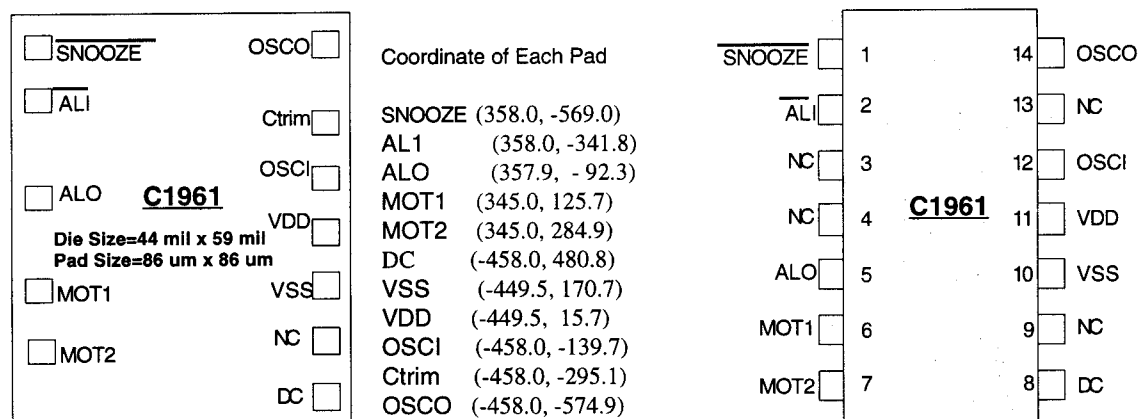 SNOOZE
OSCO
ALI
Ctrim
OSCI
ALO
C1961
VDD
Die Size=44 mil x 59 mil
Pad Size=86 um x 86 um
MOT1
VSS
NC
MOT2
DC
Coordinate of Each Pad
SNOOZE (358.0, -569.0)
AL1 (358.0, -341.8)
ALO (357.9, - 92.3)
MOT1 (345.0, 125.7)
MOT2 (345.0, 284.9)
DC (-458.0, 480.8)
VSS (-449.5, 170.7)
VDD (-449.5, 15.7)
OSCI (-458.0, -139.7)
Ctrim (-458.0, -295.1)
OSCO (-458.0, -574.9)
SNOOZE 1 14 OSCO
ALI 2 13 NC
NC 3 12 OSCI
C1961
NC 4 11 VDD
ALO 5 10 VSS
MOT1 6 9 NC
MOT2 7 8 DC